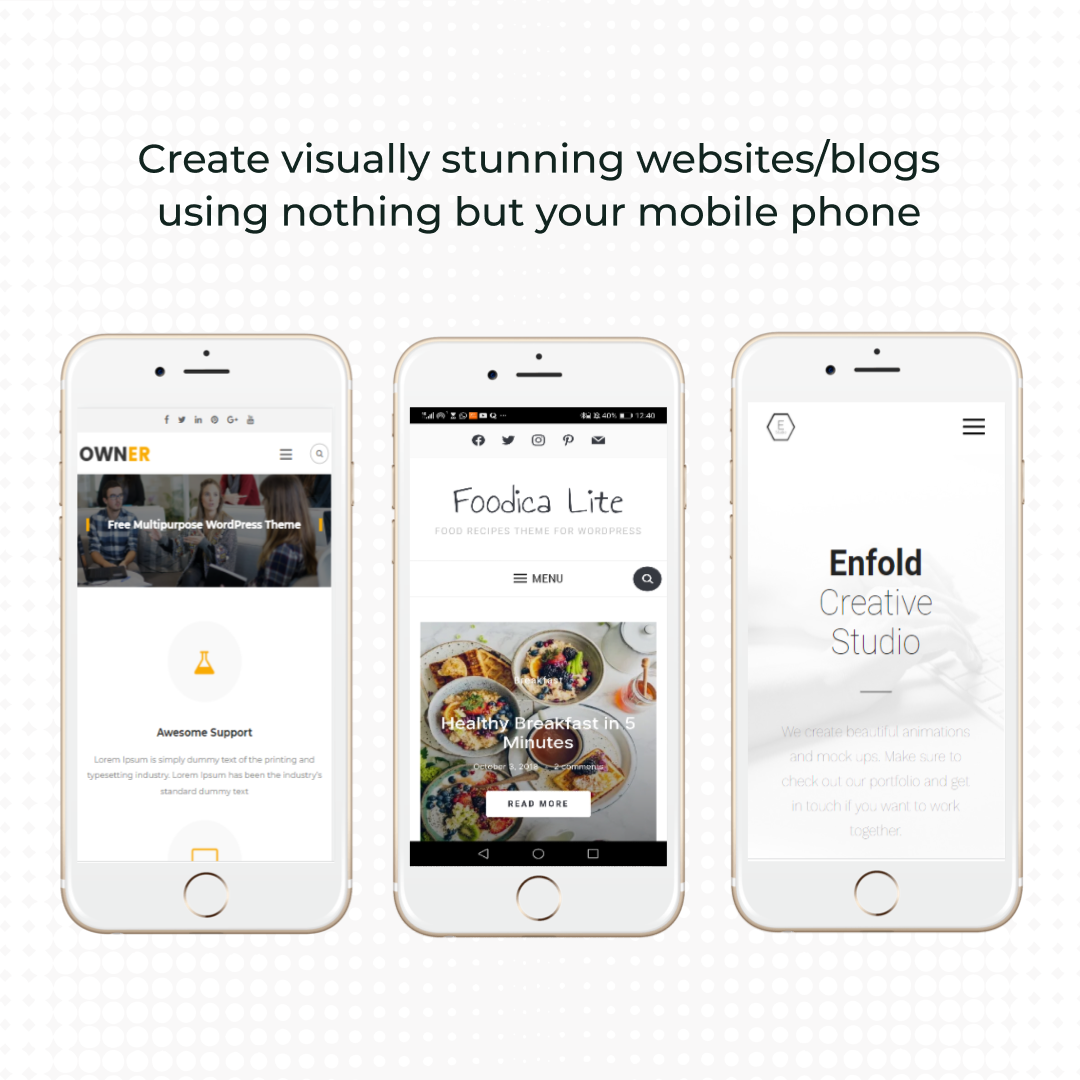 Create visually stunning websites/blogs
using nothing but your mobile phone
OWNER
Free Multipurpose WordPress Theme
Awesome Support
Lorem Ipsum is simply dummy text of the printing and
typesetting industry. Lorem Ipsum has been the industry's
standard dummy text
40% 12:40
Foodica Lite
FOOD RECIPES THEME FOR WORDPRESS
MENU
Breakfast
Healthy Breakfast in 5
Minutes
October 3, 2018 2 comments
READ MORE
E
Enfold
Creative
Studio
We create beautiful animations
and mock ups. Make sure to
check out our portfolio and get
in touch if you want to work
together.